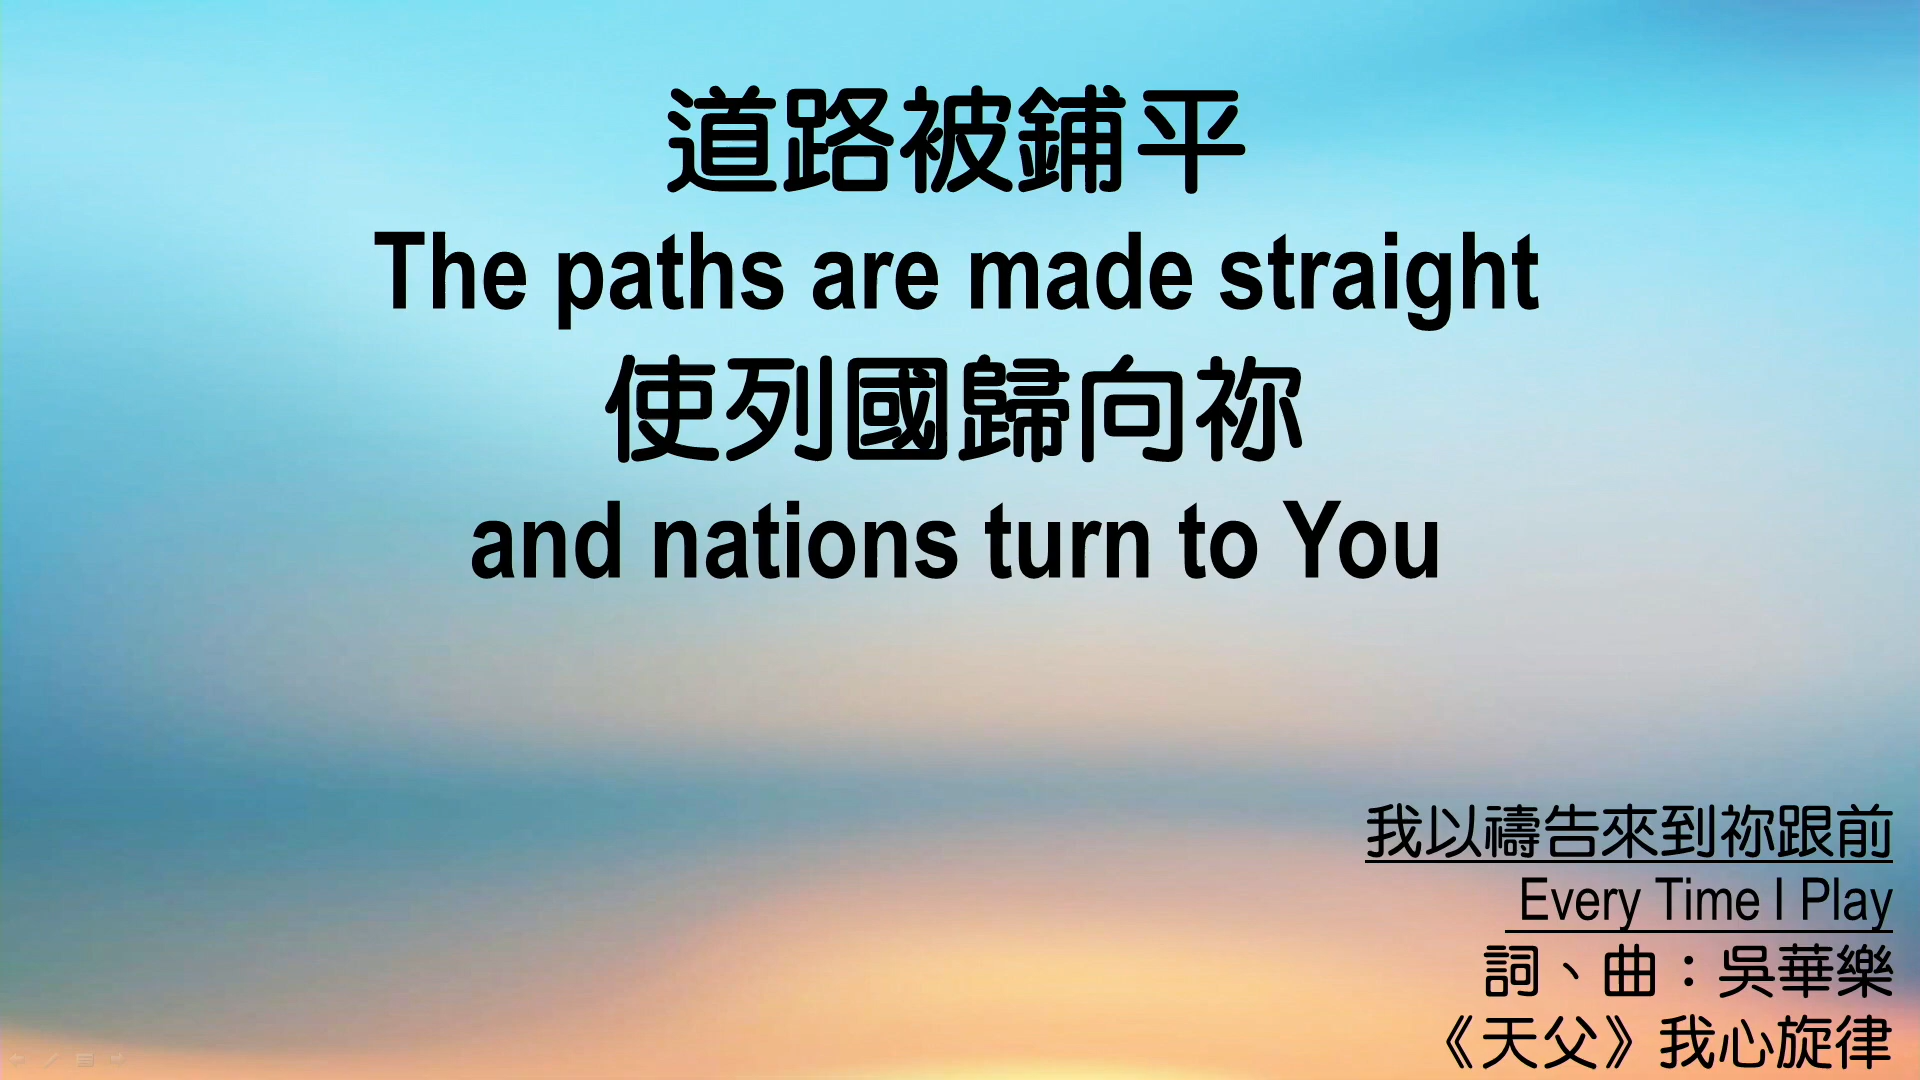 道路被鋪平
The paths are made straight
使列國歸向祢
and nations turn to You
我以禱告來到祢跟前
Every Time I Play
詞、曲：吳華樂
《天父》我心旋律